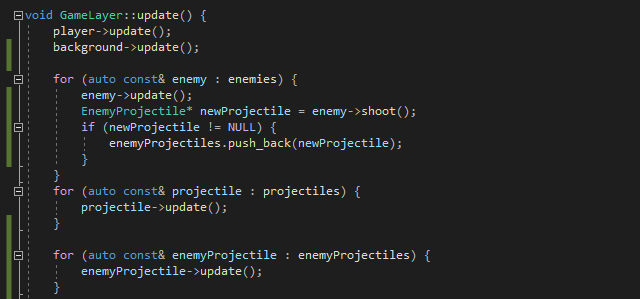 void GameLayer::update() {
    player->update();
    background->update();

    for (auto const& enemy : enemies) {
        enemy->update();
        EnemyProjectile* newProjectile = enemy->shoot();
        if (newProjectile != NULL) {
            enemyProjectiles.push_back(newProjectile);
        }
    }
    for (auto const& projectile : projectiles) {
        projectile->update();
    }

    for (auto const& enemyProjectile : enemyProjectiles) {
        enemyProjectile->update();
    }